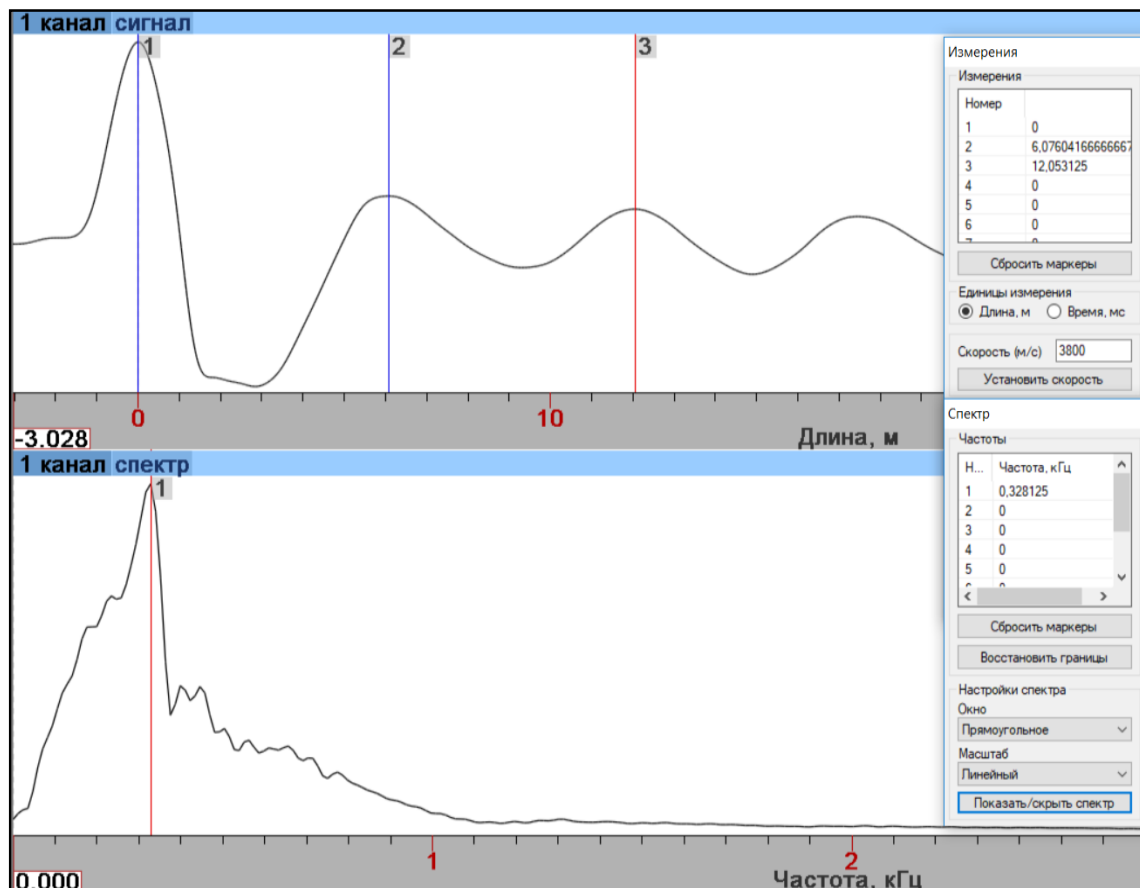 1 канал сигнал
1
2
3
0
10
-3.028
Длина, м
Измерения
Измерения
Номер
1 0
2 6,07604166666667
3 12,053125
4 0
5 0
6 0
Сбросить маркеры
Единицы измерения
Длина, м Время, мс
Скорость (м/с) 3800
Установить скорость
1 канал спектр
1
1
2
0.000
Частота, кГц
Спектр
Частоты
Н... Частота, кГц
1 0,328125
2 0
3 0
4 0
5 0
Сбросить маркеры
Восстановить границы
Настройки спектра
Окно
Прямоугольное
Масштаб
Линейный
Показать/скрыть спектр